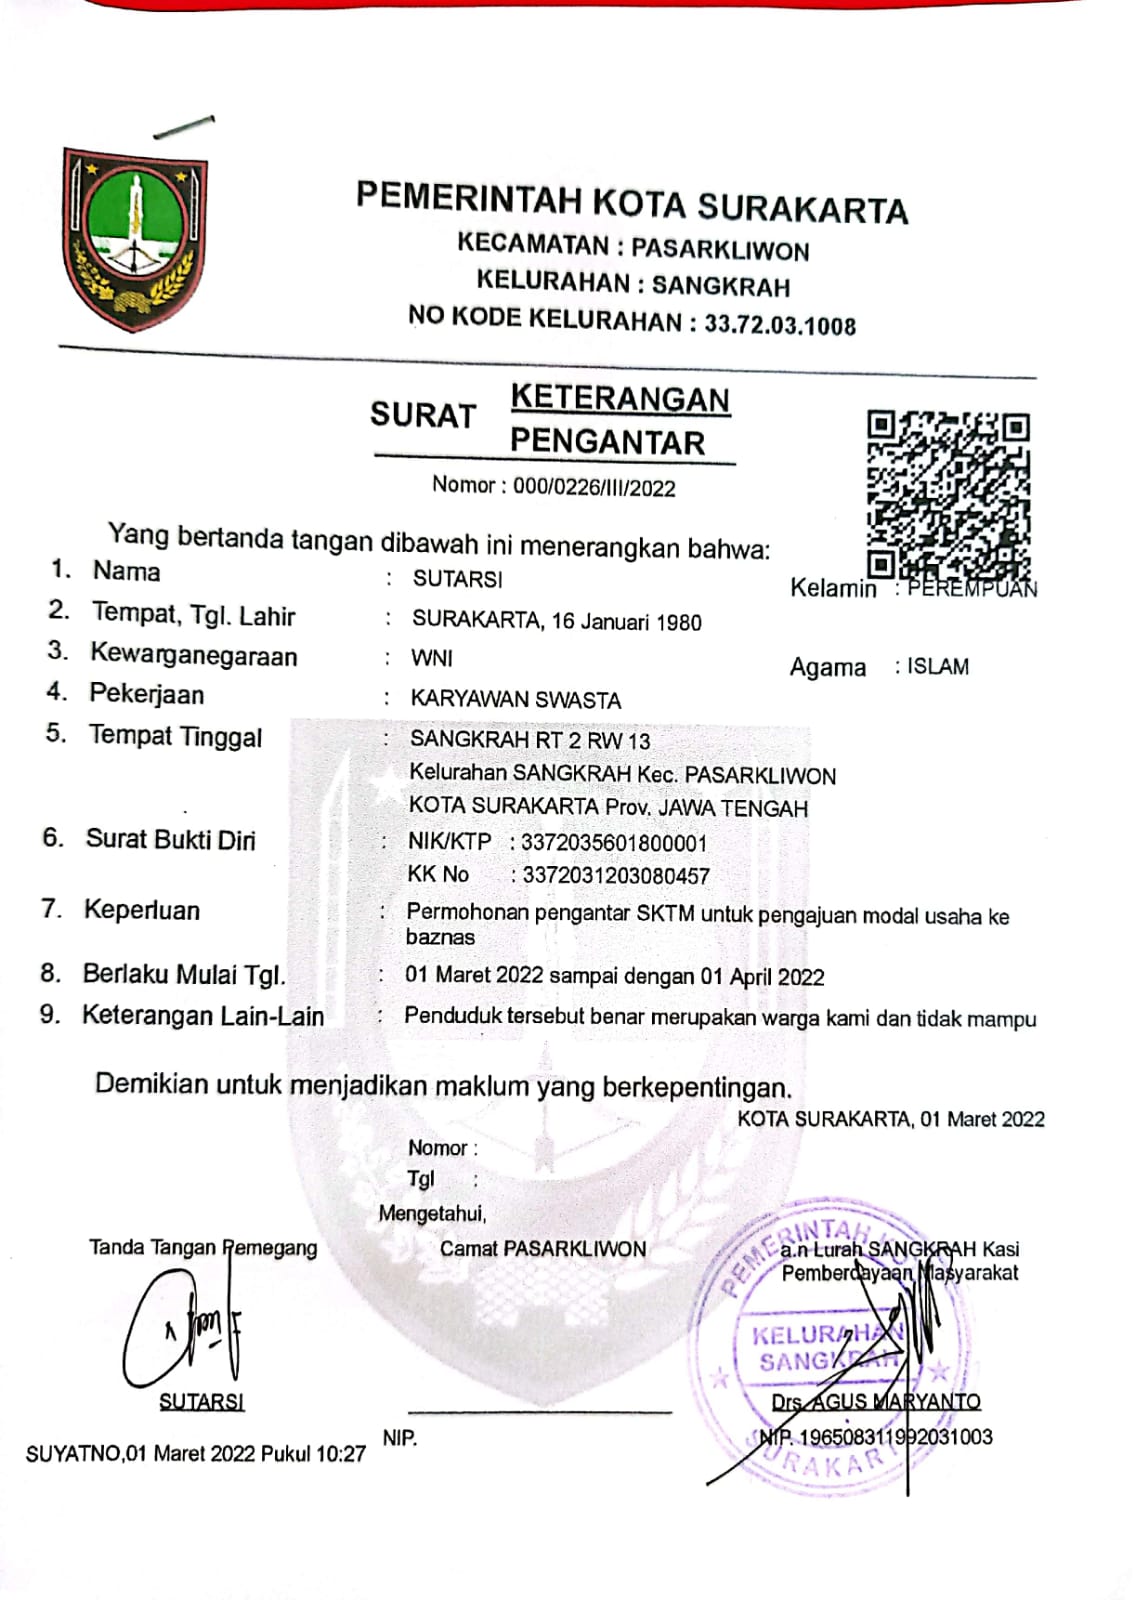 PEMERINTAH KOTA SURAKARTA
KECAMATAN : PASARKLIWON
KELURAHAN : SANGKRAH
NO KODE KELURAHAN : 33.72.03.1008
SURAT KETERANGAN
PENGANTAR
Nomor : 000/0226/III/2022
Yang bertanda tangan dibawah ini menerangkan bahwa:
1. Nama : SUTARSI Kelamin : PEREMPUAN
2. Tempat, Tgl. Lahir : SURAKARTA, 16 Januari 1980
3. Kewarganegaraan : WNI Agama : ISLAM
4. Pekerjaan : KARYAWAN SWASTA
5. Tempat Tinggal : SANGKRAH RT 2 RW 13
Kelurahan SANGKRAH Kec. PASARKLIWON
KOTA SURAKARTA Prov. JAWA TENGAH
6. Surat Bukti Diri : NIK/KTP : 3372035601800001
KK No : 3372031203080457
7. Keperluan : Permohonan pengantar SKTM untuk pengajuan modal usaha ke
baznas
8. Berlaku Mulai Tgl. : 01 Maret 2022 sampai dengan 01 April 2022
9. Keterangan Lain-Lain : Penduduk tersebut benar merupakan warga kami dan tidak mampu
Demikian untuk menjadikan maklum yang berkepentingan.
KOTA SURAKARTA, 01 Maret 2022
Nomor :
Tgl :
Mengetahui,
Tanda Tangan Pemegang Camat PASARKLIWON a.n Lurah SANGKRAH Kasi
Pemberdayaan Masyarakat
PEMERINTAH KOTA
KELURAHAN
SANGKRAH
SURAKARTA
SUTARSI Drs. AGUS MARYANTO
NIP. NIP. 196508311992031003
SUYATNO,01 Maret 2022 Pukul 10:27